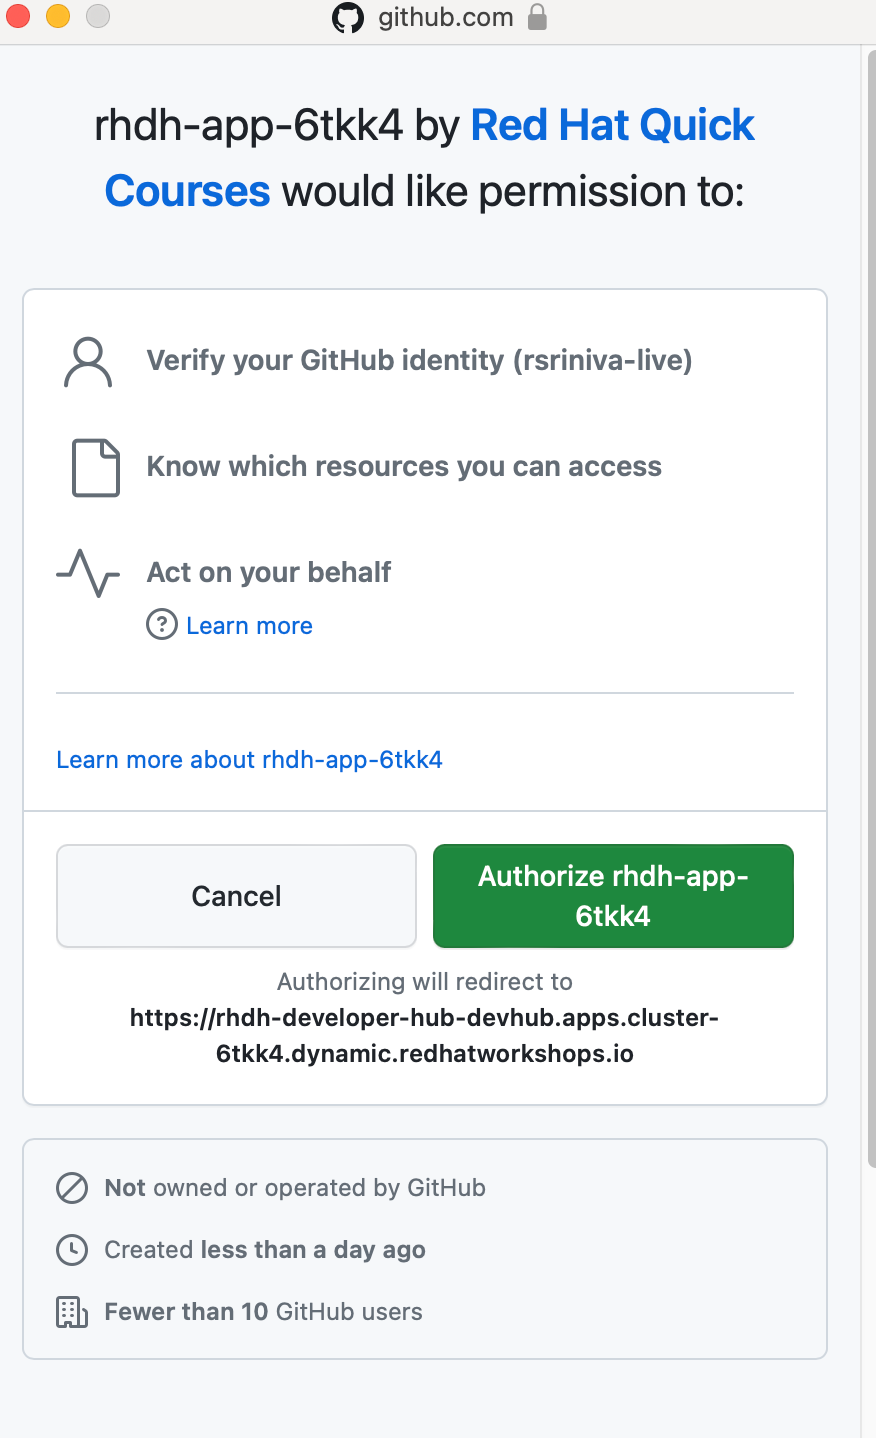 github.com
rhdh-app-6tkk4 by Red Hat Quick
Courses would like permission to:
Verify your GitHub identity (rsriniva-live)
Know which resources you can access
Act on your behalf
? Learn more
Learn more about rhdh-app-6tkk4
Cancel
Authorize rhdh-app-
6tkk4
Authorizing will redirect to
https://rhdh-developer-hub-devhub.apps.cluster-
6tkk4.dynamic.redhatworkshops.io
Not owned or operated by GitHub
Created less than a day ago
Fewer than 10 GitHub users